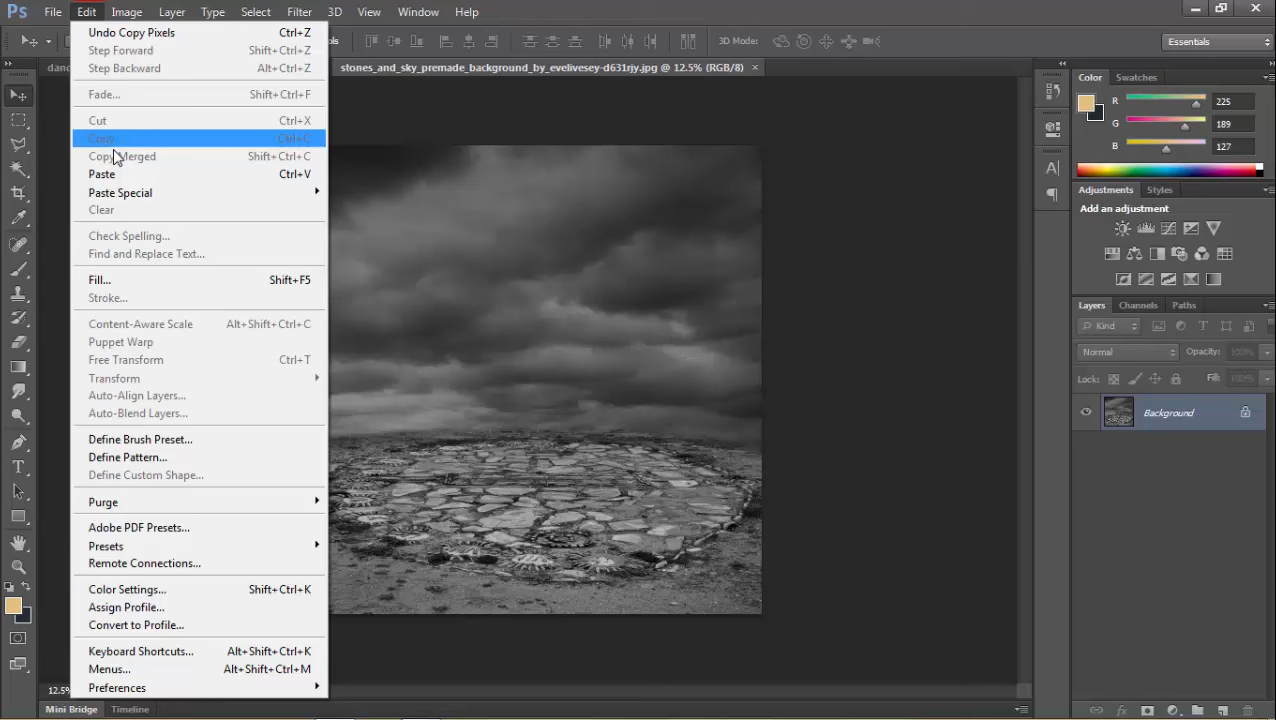 Ps File Edit Image Layer Type Select Filter 3D View Window Help
3D Mode: Essentials
stones_and_sky_premade_background_by_evelivesey-d631rjy.jpg @ 12.5% (RGB/8) ×
Undo Copy Pixels Ctrl+Z
Step Forward Shift+Ctrl+Z
Step Backward Alt+Ctrl+Z
Fade... Shift+Ctrl+F
Cut Ctrl+X
Copy Ctrl+C
Copy Merged Shift+Ctrl+C
Paste Ctrl+V
Paste Special
Clear
Check Spelling...
Find and Replace Text...
Fill... Shift+F5
Stroke...
Content-Aware Scale Alt+Shift+Ctrl+C
Puppet Warp
Free Transform Ctrl+T
Transform
Auto-Align Layers...
Auto-Blend Layers...
Define Brush Preset...
Define Pattern...
Define Custom Shape...
Purge
Adobe PDF Presets...
Presets
Remote Connections...
Color Settings... Shift+Ctrl+K
Assign Profile...
Convert to Profile...
Keyboard Shortcuts... Alt+Shift+Ctrl+K
Menus... Alt+Shift+Ctrl+M
Preferences
Mini Bridge Timeline
Color Swatches
R 225
G 189
B 127
Adjustments Styles
Add an adjustment
Layers Channels Paths
Kind
Normal Opacity: 100%
Lock: Fill: 100%
Background